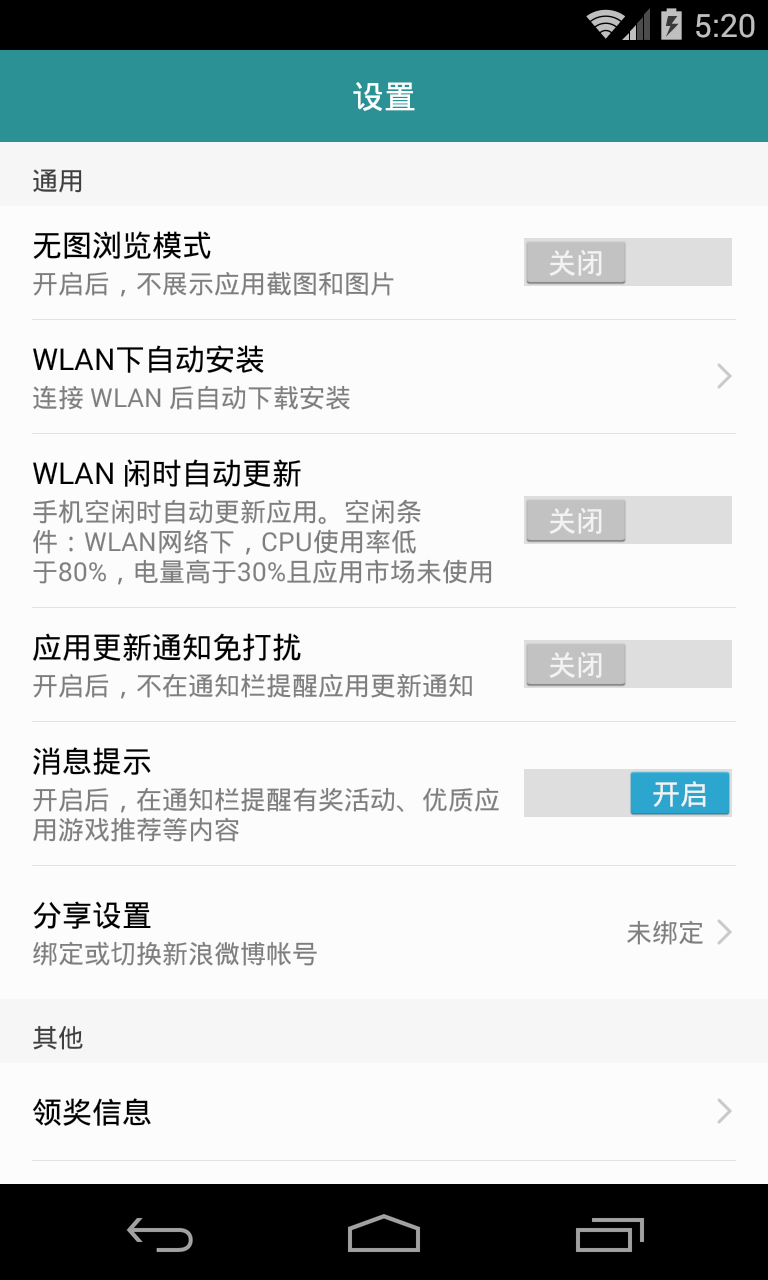 5:20
设置
通用
无图浏览模式
开启后，不展示应用截图和图片
关闭
WLAN下自动安装
连接 WLAN 后自动下载安装
WLAN 闲时自动更新
手机空闲时自动更新应用。空闲条
件：WLAN网络下，CPU使用率低
于80%，电量高于30%且应用市场未使用
关闭
应用更新通知免打扰
开启后，不在通知栏提醒应用更新通知
关闭
消息提示
开启后，在通知栏提醒有奖活动、优质应
用游戏推荐等内容
开启
分享设置
绑定或切换新浪微博帐号
未绑定
其他
领奖信息